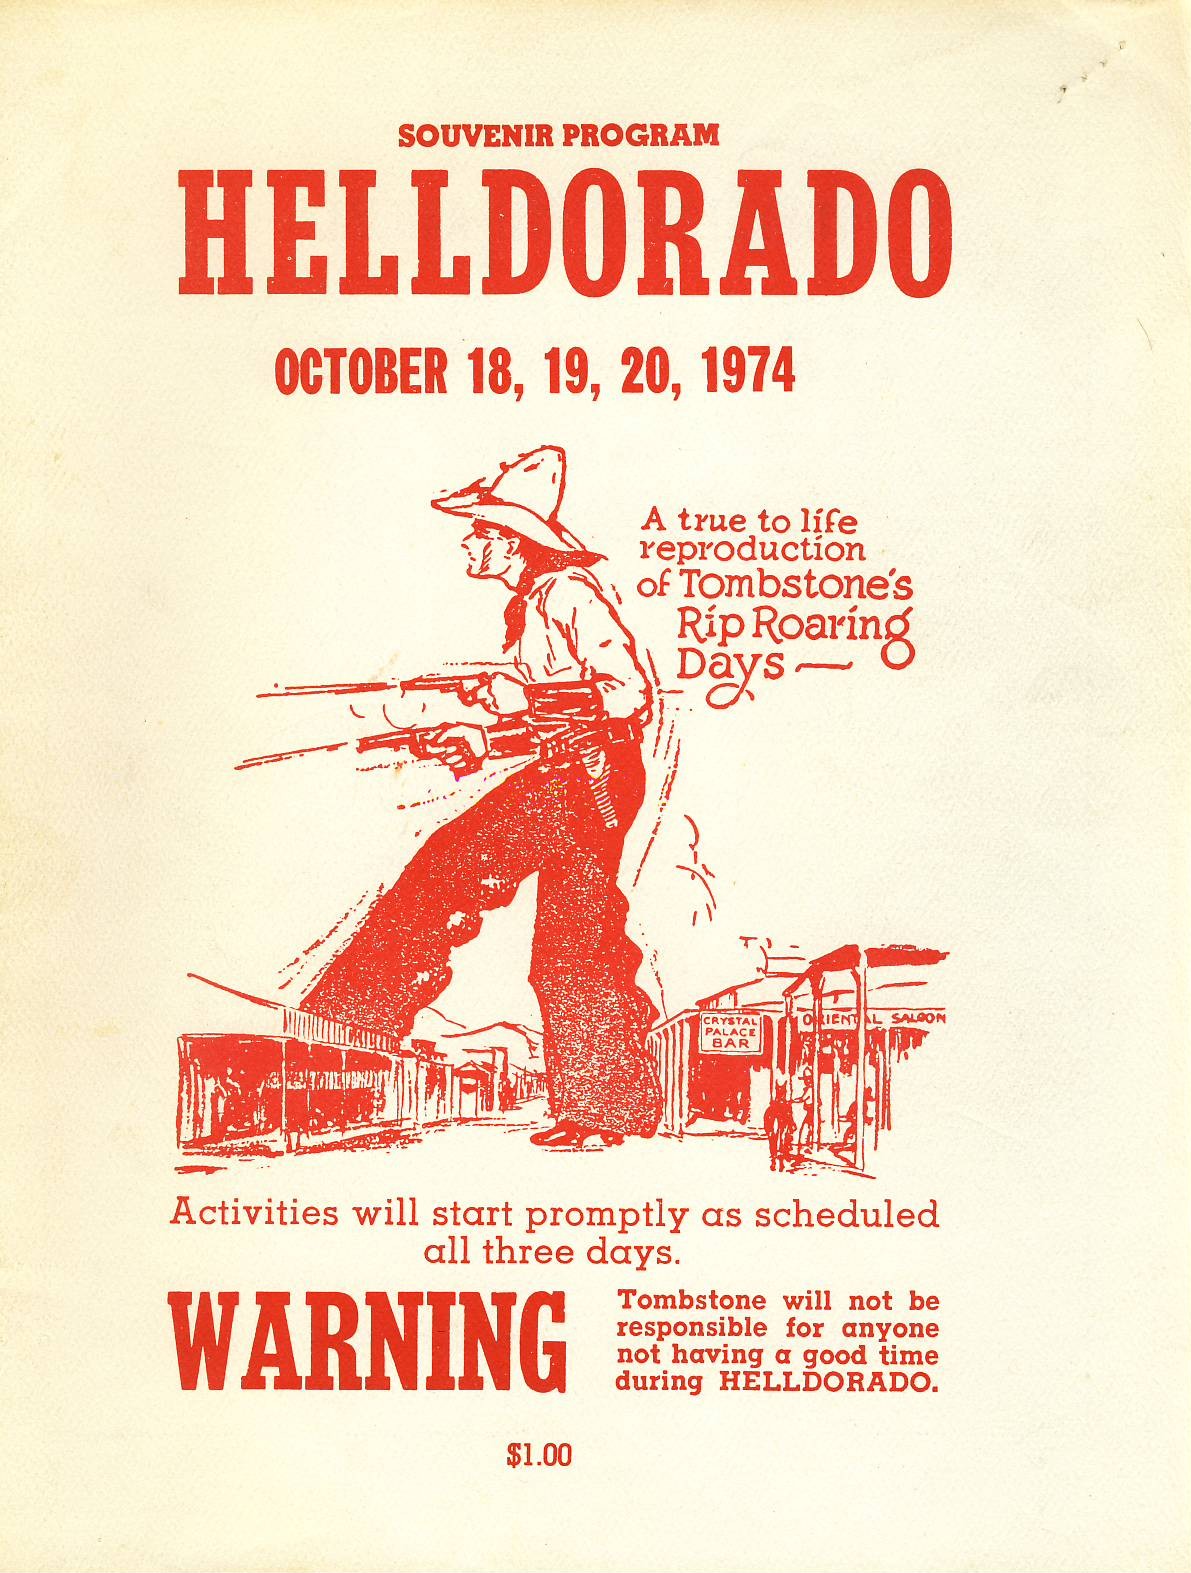 SOUVENIR PROGRAM
HELLDORADO
OCTOBER 18, 19, 20, 1974
A true to life
reproduction
of Tombstone's
Rip Roaring
Days —
CRYSTAL
PALACE
BAR
ORIENTAL SALOON
Activities will start promptly as scheduled
all three days.
WARNING
Tombstone will not be
responsible for anyone
not having a good time
during HELLDORADO.
$1.00